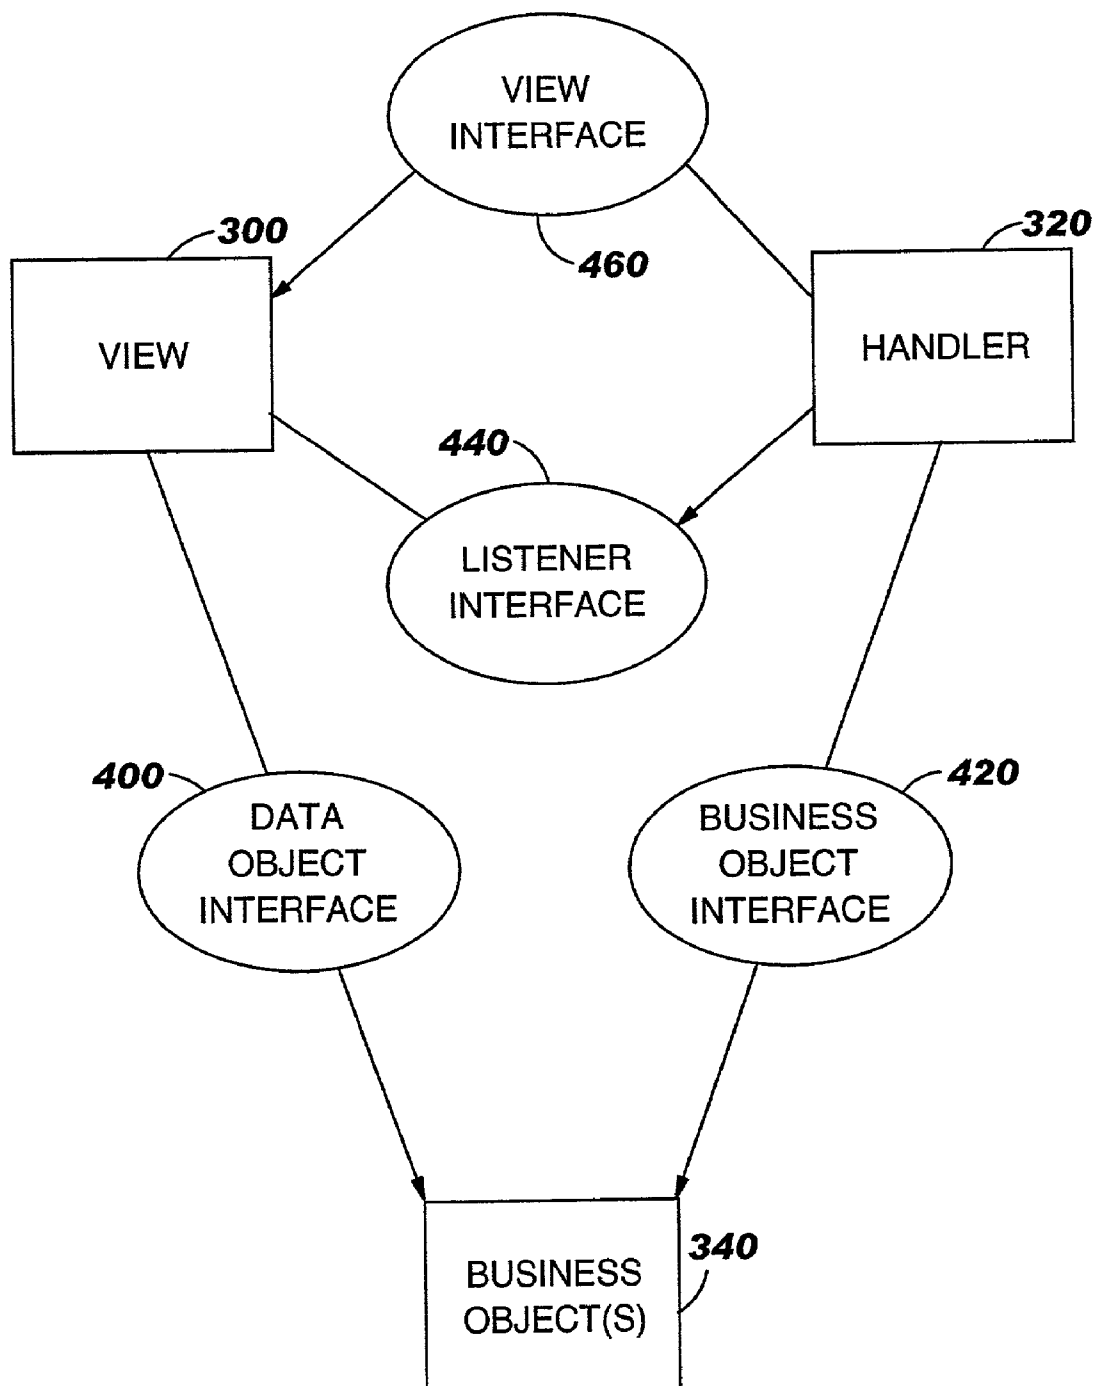 VIEW
INTERFACE
300
460
320
VIEW
HANDLER
440
LISTENER
INTERFACE
400
420
DATA
OBJECT
INTERFACE
BUSINESS
OBJECT
INTERFACE
340
BUSINESS
OBJECT(S)